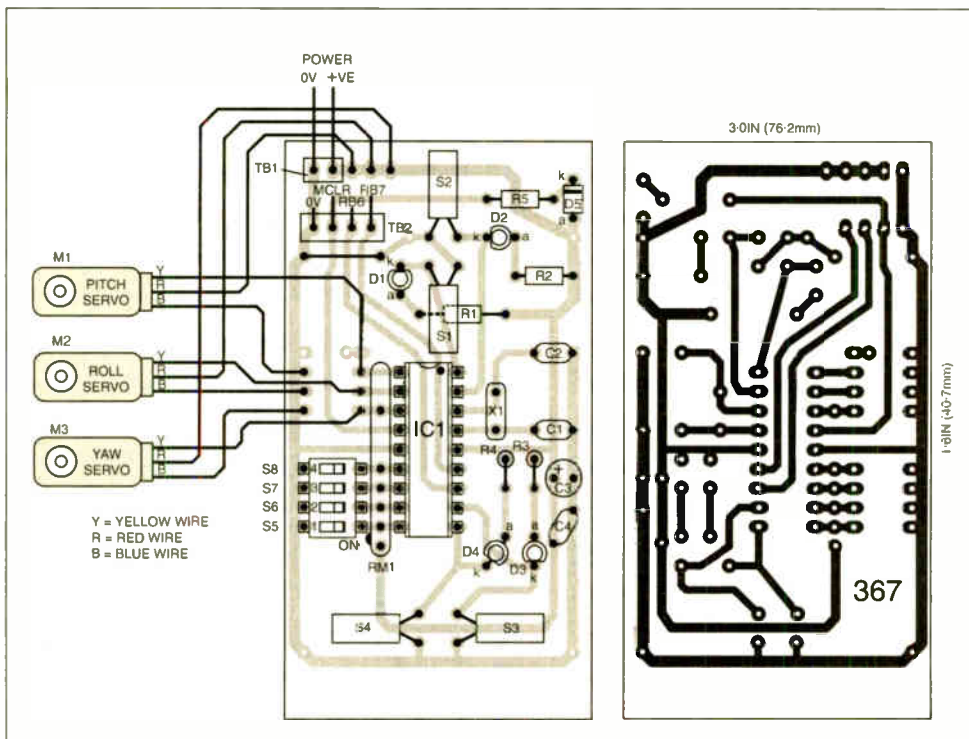 POWER
0V +VE
TB1
MCLR RB7
0V RB6
TB2
S2
R5
k
D5
a
D2
k a
R2
M1
PITCH
SERVO
Y
R
B
k
D1
a
S1
R1
M2
ROLL
SERVO
Y
R
B
C2
X1
IC1
C1
M3
YAW
SERVO
Y
R
B
R4 R3
S8 4
S7 3
S6 2
S5 1
ON
RM1
C3
+
C4
a a
D4 D3
k k
S4
S3
Y = YELLOW WIRE
R = RED WIRE
B = BLUE WIRE
3·0IN (76·2mm)
1·6IN (40·7mm)
367